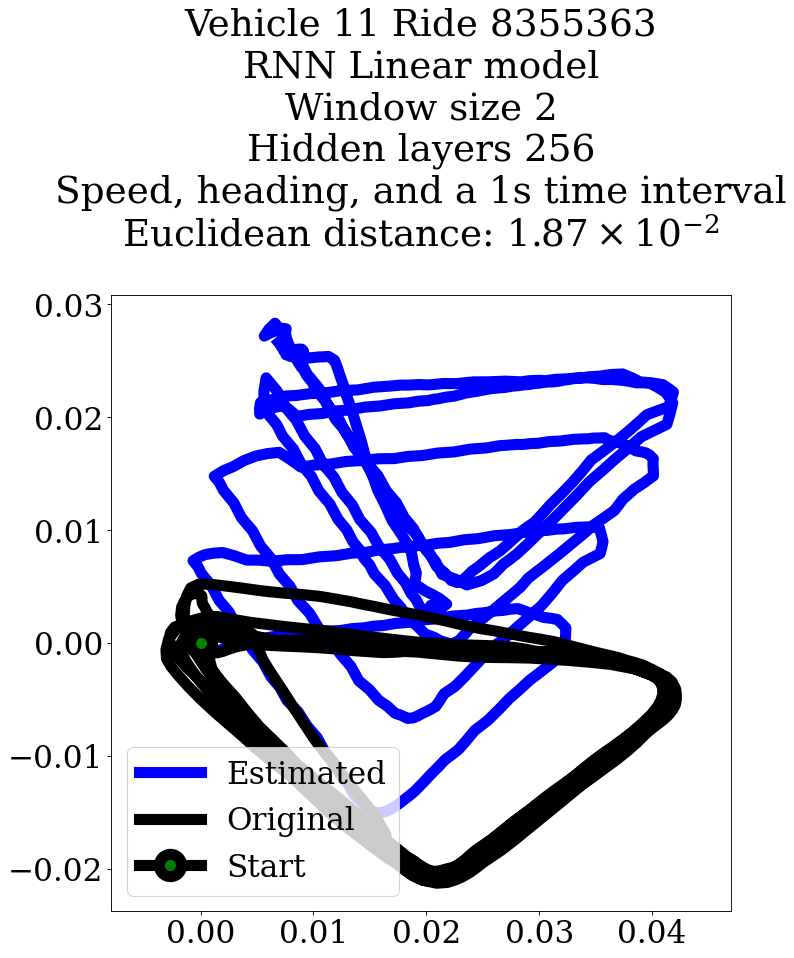 Vehicle 11 Ride 8355363
RNN Linear model
Window size 2
Hidden layers 256
Speed, heading, and a 1s time interval
Euclidean distance: 1.87 × 10⁻²
0.03
0.02
0.01
0.00
−0.01
−0.02
Estimated
Original
Start
0.00 0.01 0.02 0.03 0.04